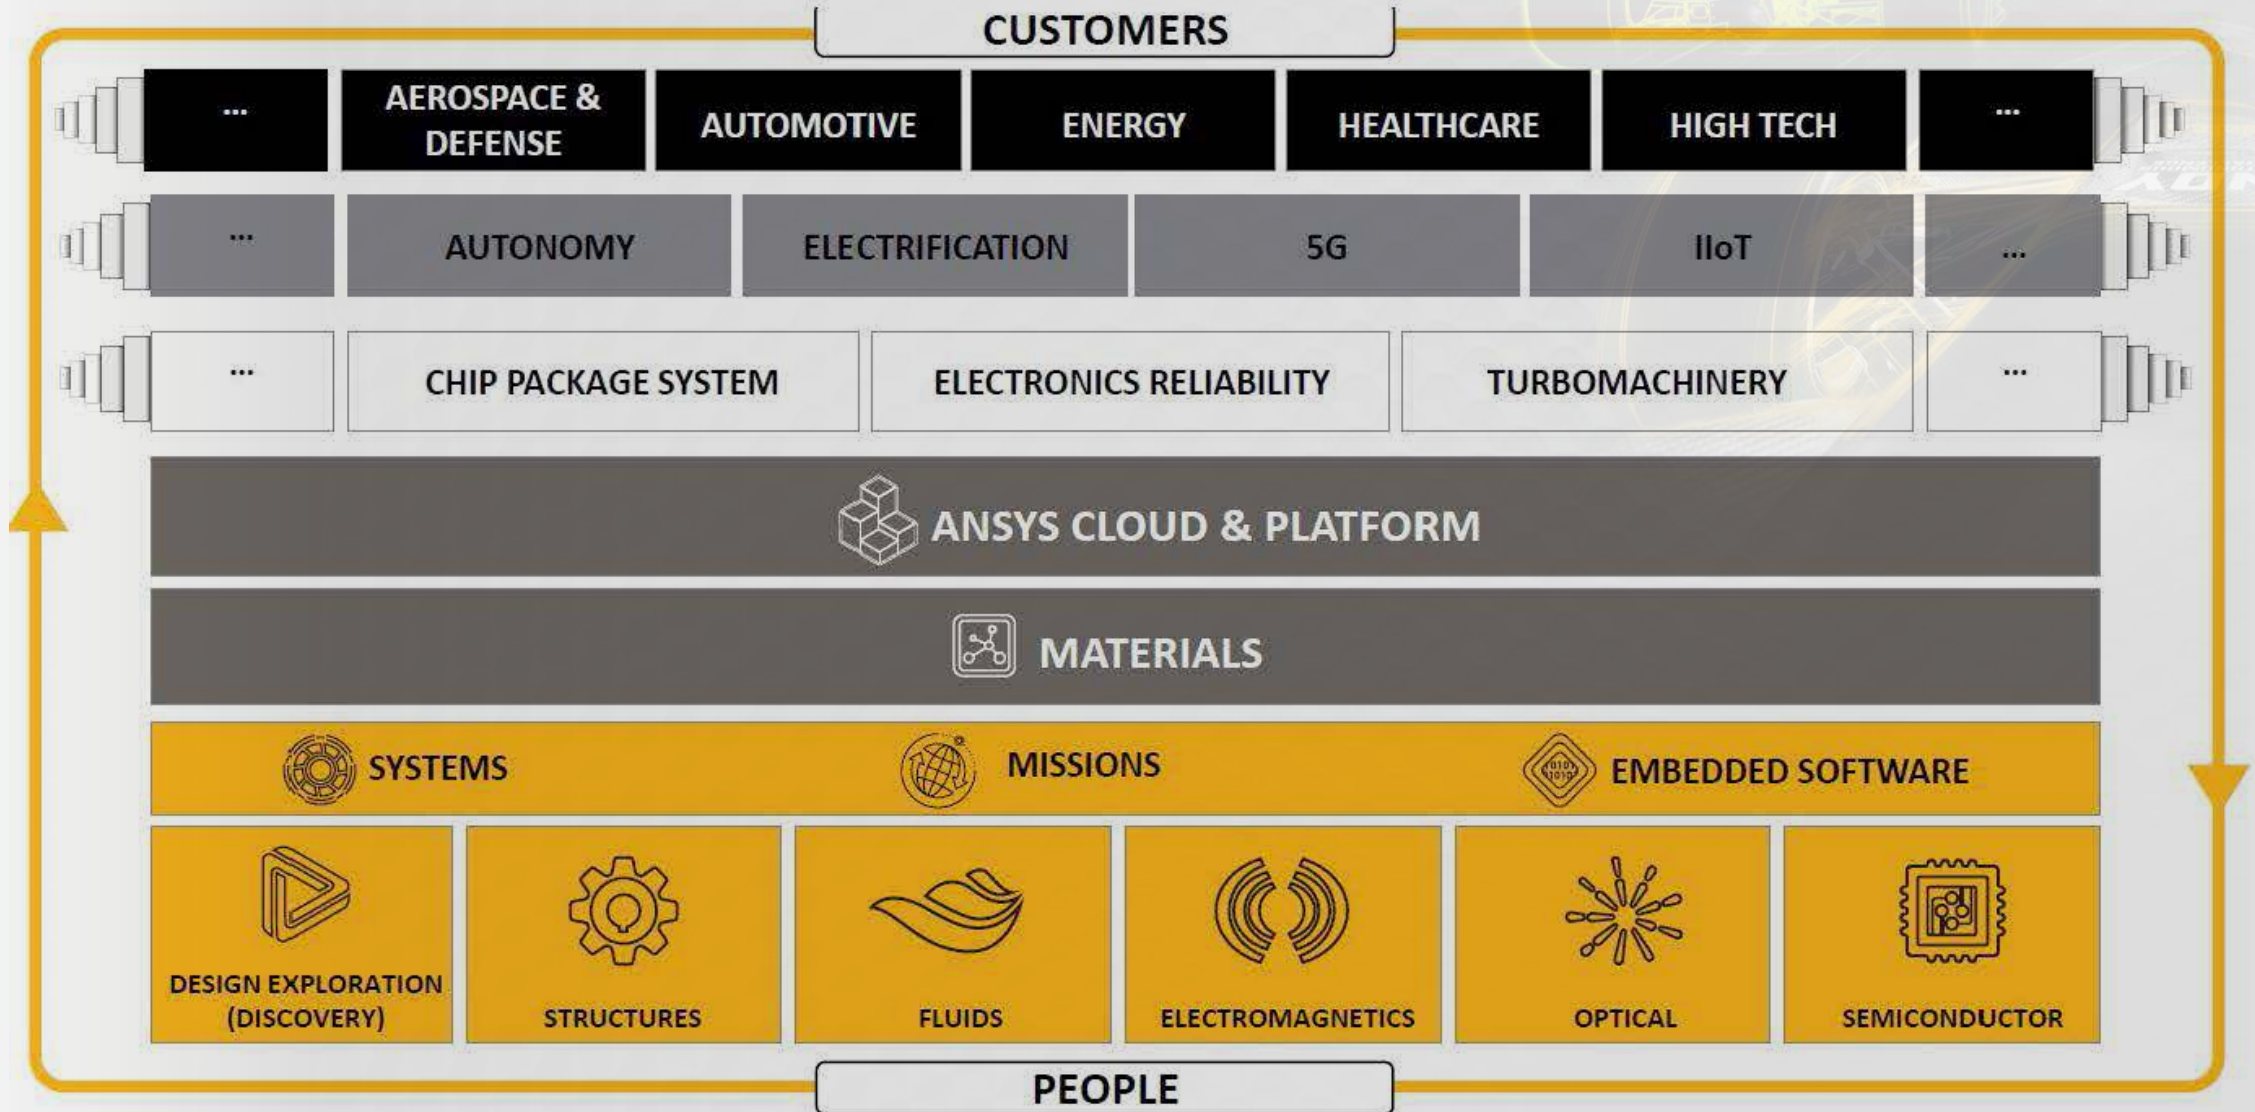 CUSTOMERS
...
AEROSPACE &
DEFENSE
AUTOMOTIVE
ENERGY
HEALTHCARE
HIGH TECH
...
...
AUTONOMY
ELECTRIFICATION
5G
IIoT
...
...
CHIP PACKAGE SYSTEM
ELECTRONICS RELIABILITY
TURBOMACHINERY
...
ANSYS CLOUD & PLATFORM
MATERIALS
SYSTEMS
MISSIONS
EMBEDDED SOFTWARE
DESIGN EXPLORATION
(DISCOVERY)
STRUCTURES
FLUIDS
ELECTROMAGNETICS
OPTICAL
SEMICONDUCTOR
PEOPLE